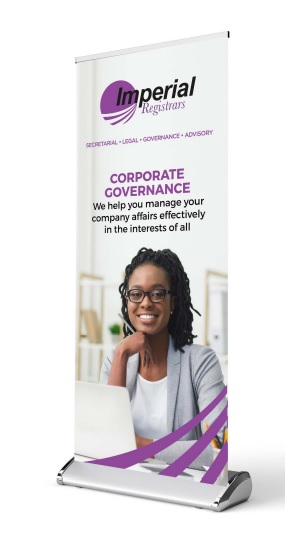 Imperial
Registrars
SECRETARIAL • LEGAL • GOVERNANCE • ADVISORY
CORPORATE
GOVERNANCE
We help you manage your
company affairs effectively
in the interests of all